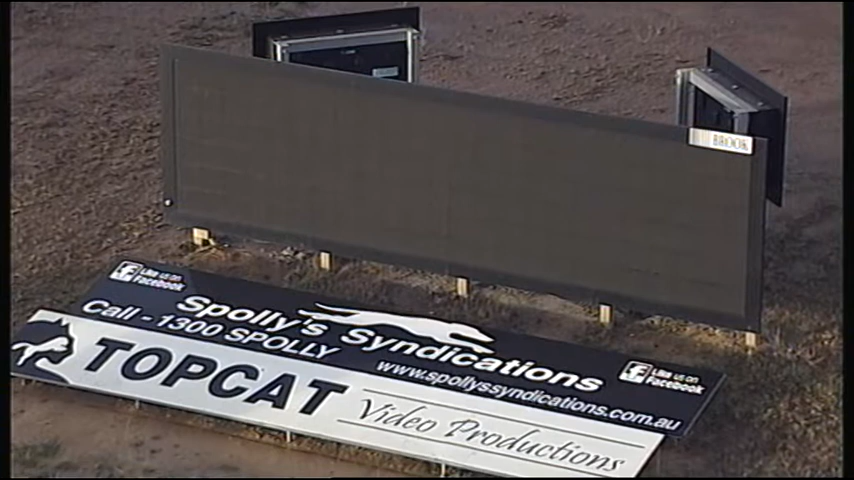 BROOK
Like us on
Facebook
Spolly's Syndications
Call - 1300 SPOLLY
www.spollyssyndications.com.au
Like us on
Facebook
TOPCAT
Video Productions